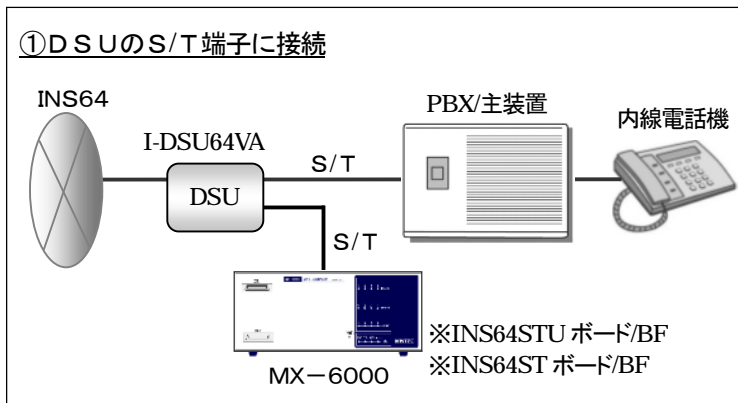 ①DSUのS/T端子に接続
INS64
PBX/主装置
内線電話機
I-DSU64VA
S/T
DSU
S/T
※INS64STU ボード/BF
※INS64ST ボード/BF
MX-6000